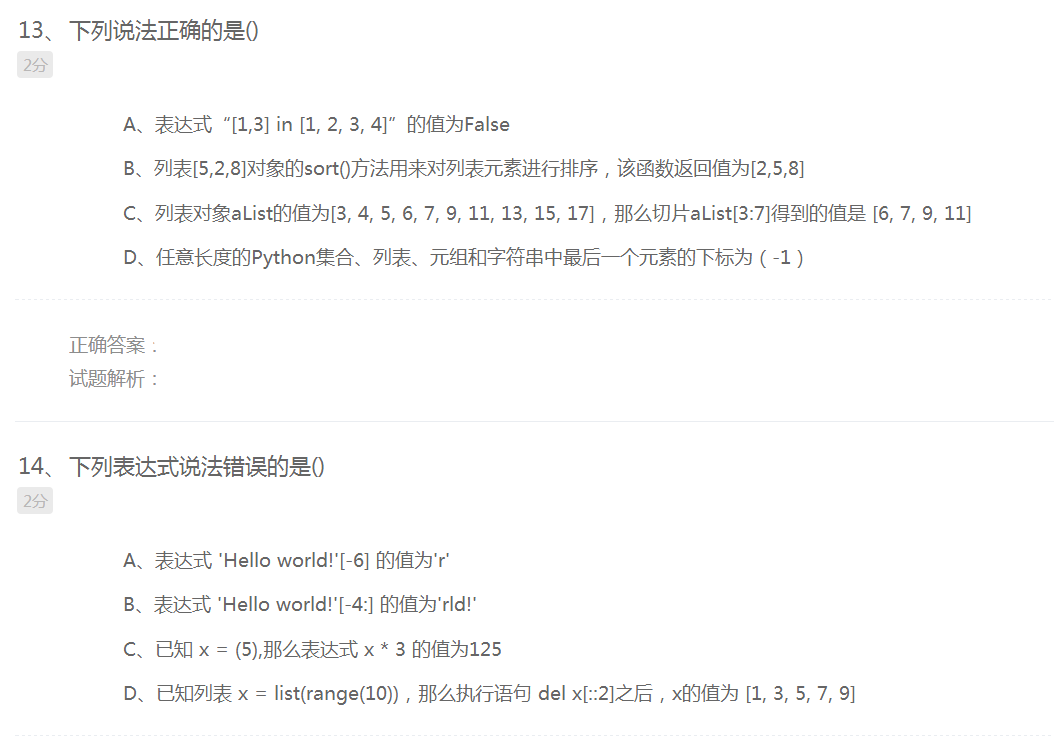 13、下列说法正确的是()
2分
A、表达式“[1,3] in [1, 2, 3, 4]”的值为False
B、列表[5,2,8]对象的sort()方法用来对列表元素进行排序，该函数返回值为[2,5,8]
C、列表对象aList的值为[3, 4, 5, 6, 7, 9, 11, 13, 15, 17]，那么切片aList[3:7]得到的值是 [6, 7, 9, 11]
D、任意长度的Python集合、列表、元组和字符串中最后一个元素的下标为（-1）
正确答案：
试题解析：
14、下列表达式说法错误的是()
2分
A、表达式 'Hello world!'[-6] 的值为'r'
B、表达式 'Hello world!'[-4:] 的值为'rld!'
C、已知 x = (5),那么表达式 x * 3 的值为125
D、已知列表 x = list(range(10))，那么执行语句 del x[::2]之后，x的值为 [1, 3, 5, 7, 9]